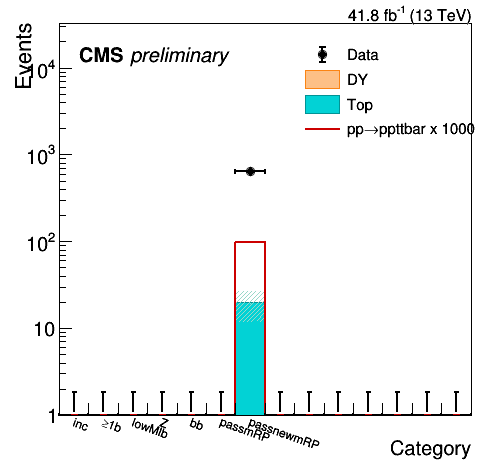 41.8 fb⁻¹ (13 TeV)
Events
CMS preliminary
Data
DY
Top
pp→ppttbar x 1000
10⁴
10³
10²
10
1
inc
≥1b
lowMlb
Z
bb
passmRP
passnewmRP
Category